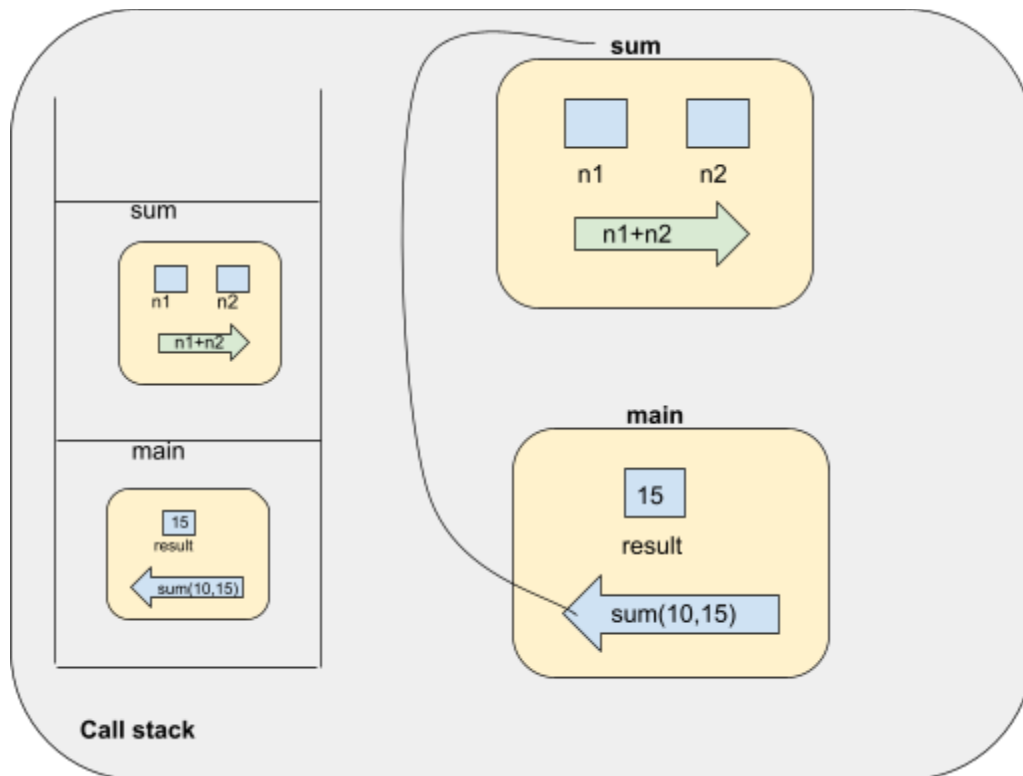 sum
n1 n2
n1+n2
main
15
result
sum(10,15)
Call stack
sum
n1 n2
n1+n2
main
15
result
sum(10,15)